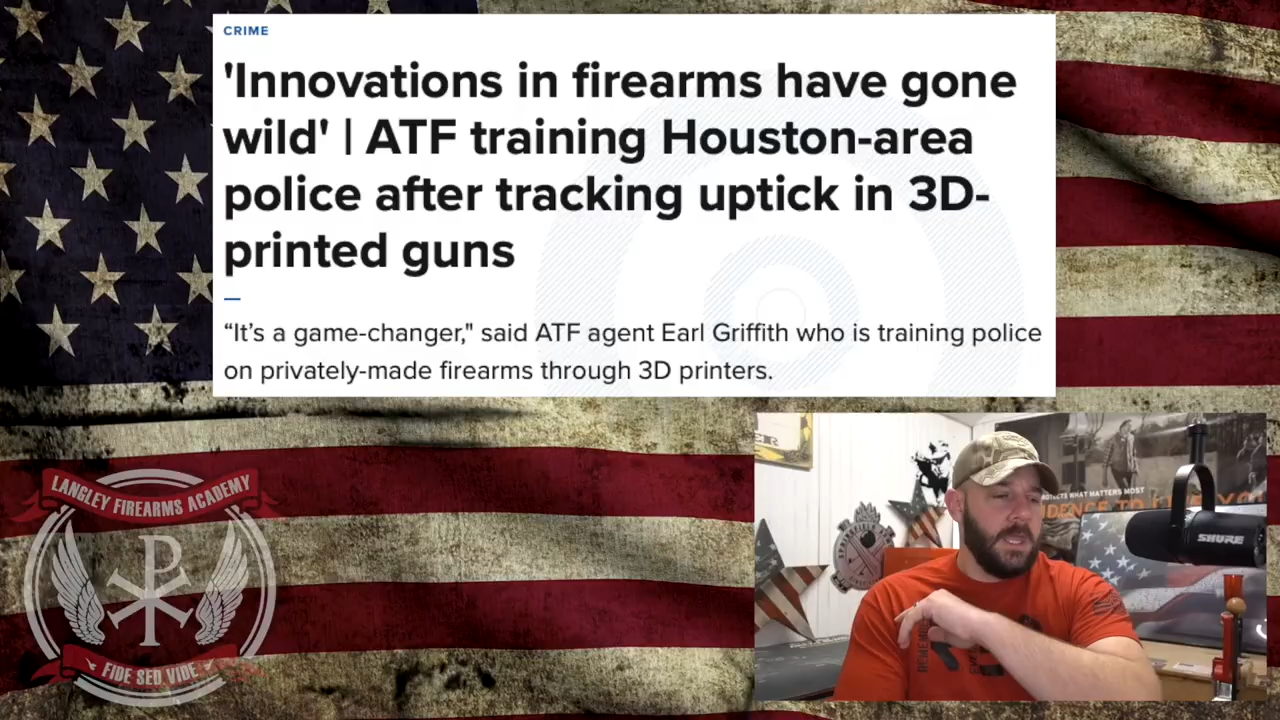 CRIME
'Innovations in firearms have gone
wild' | ATF training Houston-area
police after tracking uptick in 3D-
printed guns
“It’s a game-changer," said ATF agent Earl Griffith who is training police
on privately-made firearms through 3D printers.
LANGLEY FIREARMS ACADEMY
FIDE SED VIDE
MATTERS MOST
SHURE